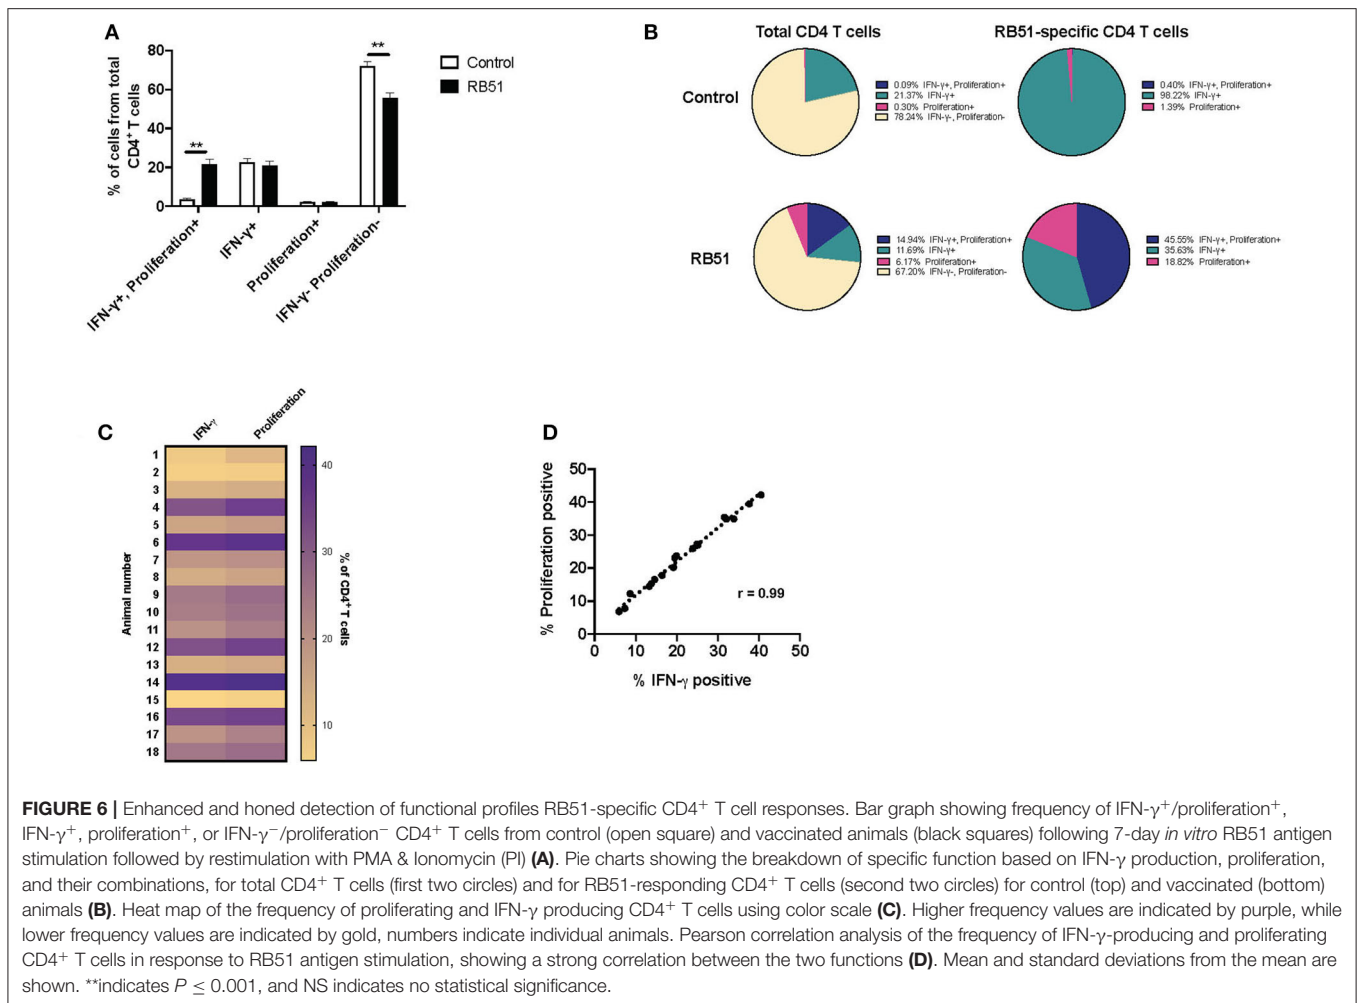 A
% of cells from total
CD4⁺ T cells
80
60
40
20
0
**
**
Control
RB51
IFN-γ+, Proliferation+
IFN-γ+
Proliferation+
IFN-γ- Proliferation-
B
Total CD4 T cells
RB51-specific CD4 T cells
Control
0.09% IFN-γ+, Proliferation+
21.37% IFN-γ+
0.30% Proliferation+
78.24% IFN-γ-, Proliferation-
0.40% IFN-γ+, Proliferation+
98.22% IFN-γ+
1.39% Proliferation+
RB51
14.94% IFN-γ+, Proliferation+
11.69% IFN-γ+
6.17% Proliferation+
67.20% IFN-γ-, Proliferation-
45.55% IFN-γ+, Proliferation+
35.63% IFN-γ+
18.82% Proliferation+
C
IFN-γ
Proliferation
Animal number
1
2
3
4
5
6
7
8
9
10
11
12
13
14
15
16
17
18
40
30
20
10
% of CD4⁺ T cells
D
% Proliferation positive
50
40
30
20
10
0
r = 0.99
0 10 20 30 40 50
% IFN-γ positive
FIGURE 6 | Enhanced and honed detection of functional profiles RB51-specific CD4⁺ T cell responses. Bar graph showing frequency of IFN-γ⁺/proliferation⁺,
IFN-γ⁺, proliferation⁺, or IFN-γ⁻/proliferation⁻ CD4⁺ T cells from control (open square) and vaccinated animals (black squares) following 7-day in vitro RB51 antigen
stimulation followed by restimulation with PMA & Ionomycin (PI) (A). Pie charts showing the breakdown of specific function based on IFN-γ production, proliferation,
and their combinations, for total CD4⁺ T cells (first two circles) and for RB51-responding CD4⁺ T cells (second two circles) for control (top) and vaccinated (bottom)
animals (B). Heat map of the frequency of proliferating and IFN-γ producing CD4⁺ T cells using color scale (C). Higher frequency values are indicated by purple, while
lower frequency values are indicated by gold, numbers indicate individual animals. Pearson correlation analysis of the frequency of IFN-γ-producing and proliferating
CD4⁺ T cells in response to RB51 antigen stimulation, showing a strong correlation between the two functions (D). Mean and standard deviations from the mean are
shown. **indicates P ≤ 0.001, and NS indicates no statistical significance.